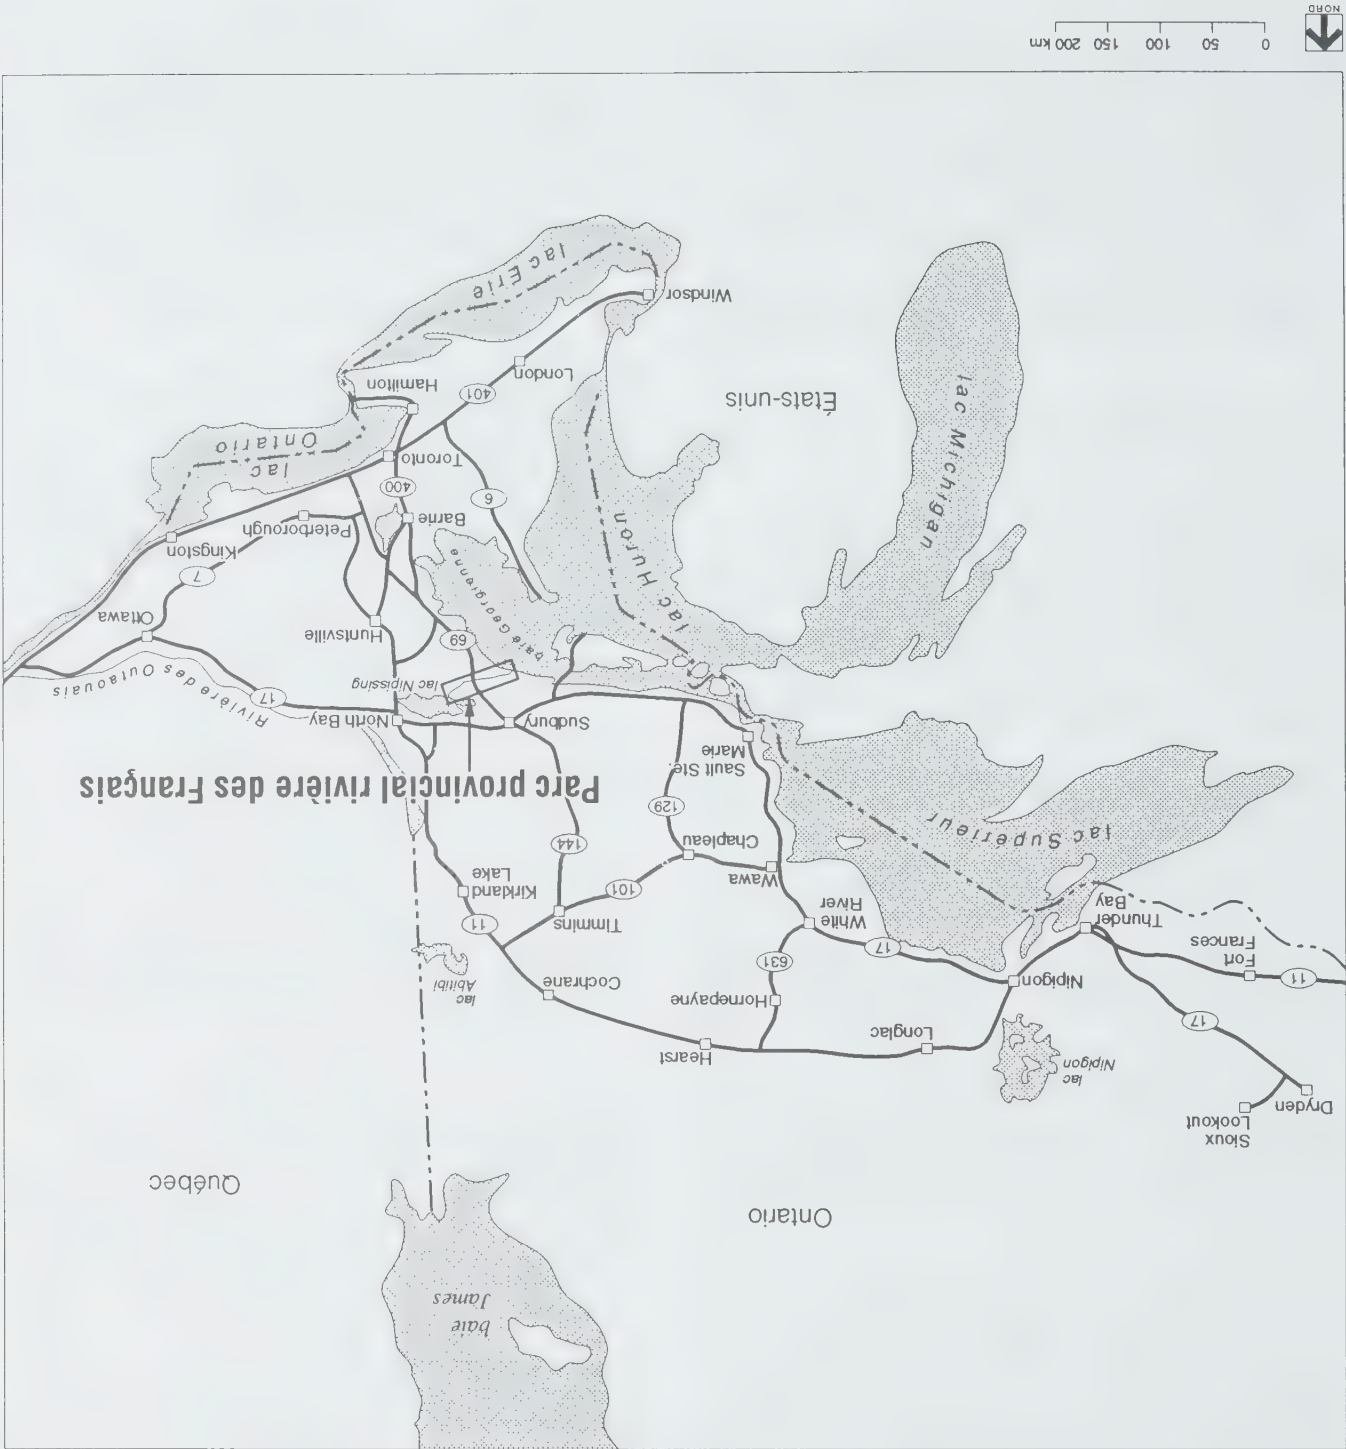 baie
James
Ontario
Québec
Sioux
Lookout
Dryden
lac
Nipigon
Longlac
Hearst
17
Hornepayne
Cochrane
lac
Abitibi
11
Fort
Frances
Nipigon
631
17
Thunder
Bay
White
River
Timmins
11
Kirkland
Lake
101
Wawa
Chapleau
144
lac Supérieur
129
Parc provincial rivière des Français
Sault Ste.
Marie
Sudbury
North Bay
17
Rivière des Outaouais
lac Nipissing
69
baie Georgienne
Huntsville
Ottawa
lac Huron
7
Kingston
lac Michigan
6
Barrie
Peterborough
400
Toronto
lac
Ontario
États-unis
401
London
Hamilton
Windsor
lac Erié
NORD
0 50 100 150 200 km